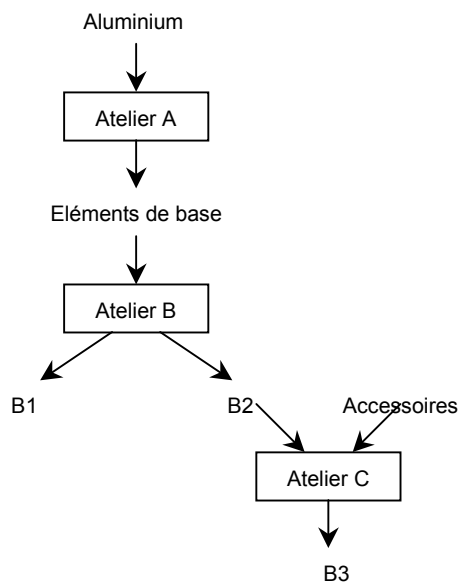 Aluminium
Atelier A
Eléments de base
Atelier B
B1
B2
Accessoires
Atelier C
B3